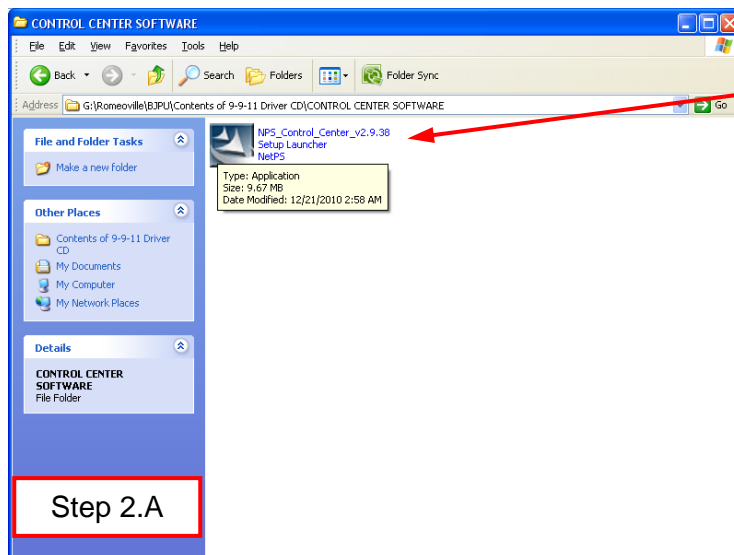 CONTROL CENTER SOFTWARE
File Edit View Favorites Tools Help
Back Search Folders Folder Sync
Address G:\Romeoville\BJPU\Contents of 9-9-11 Driver CD\CONTROL CENTER SOFTWARE Go
File and Folder Tasks
Make a new folder
Other Places
Contents of 9-9-11 Driver
CD
My Documents
My Computer
My Network Places
Details
CONTROL CENTER
SOFTWARE
File Folder
NPS_Control_Center_v2.9.38
Setup Launcher
NetPS
Type: Application
Size: 9.67 MB
Date Modified: 12/21/2010 2:58 AM
Step 2.A